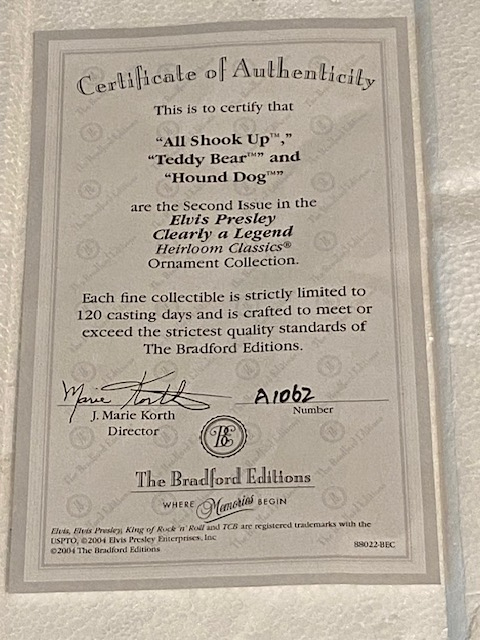 Certificate of Authenticity
This is to certify that
“All Shook Up™,”
“Teddy Bear™” and
“Hound Dog™”
are the Second Issue in the
Elvis Presley
Clearly a Legend
Heirloom Classics®
Ornament Collection.
Each fine collectible is strictly limited to
120 casting days and is crafted to meet or
exceed the strictest quality standards of
The Bradford Editions.
Marie Korth
A1062
J. Marie Korth
Number
Director
BE
The Bradford Editions
WHERE Memories BEGIN
Elvis, Elvis Presley, King of Rock 'n' Roll and TCB are registered trademarks with the
USPTO, ©2004 Elvis Presley Enterprises, Inc
©2004 The Bradford Editions
88022-BEC